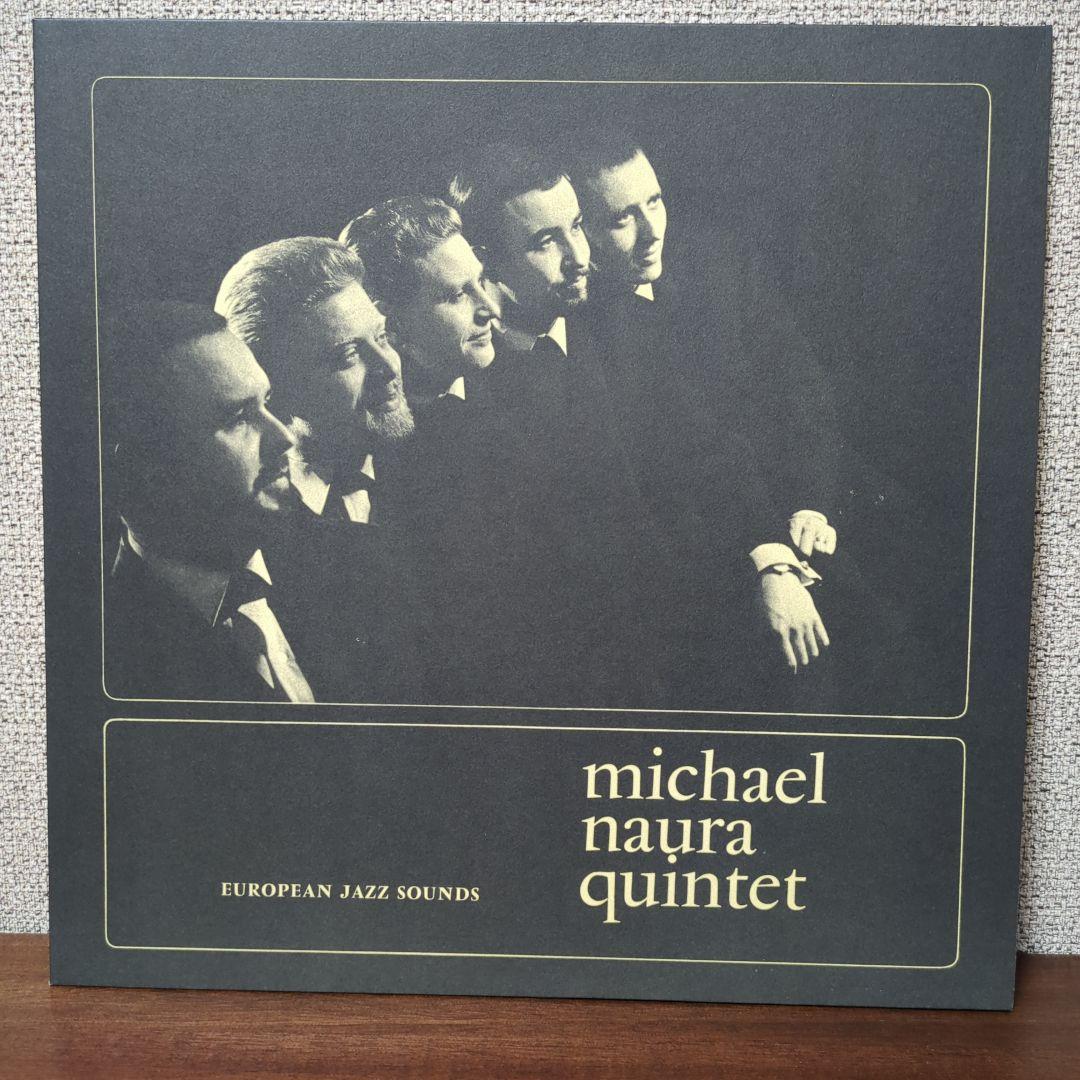 michael
naura
quintet
EUROPEAN JAZZ SOUNDS